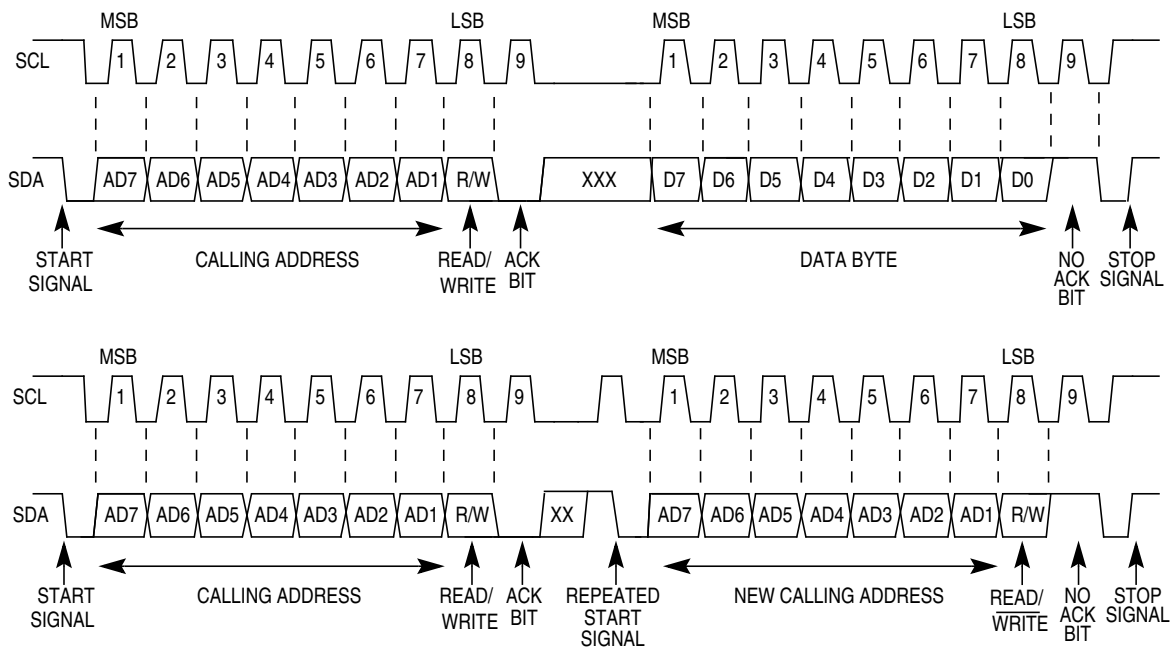 MSB LSB MSB LSB
SCL 1 2 3 4 5 6 7 8 9 1 2 3 4 5 6 7 8 9
SDA AD7 AD6 AD5 AD4 AD3 AD2 AD1 R/W XXX D7 D6 D5 D4 D3 D2 D1 D0
START SIGNAL CALLING ADDRESS READ/ WRITE ACK BIT DATA BYTE NO ACK BIT STOP SIGNAL
MSB LSB MSB LSB
SCL 1 2 3 4 5 6 7 8 9 1 2 3 4 5 6 7 8 9
SDA AD7 AD6 AD5 AD4 AD3 AD2 AD1 R/W XX AD7 AD6 AD5 AD4 AD3 AD2 AD1 R/W
START SIGNAL CALLING ADDRESS READ/ WRITE ACK BIT REPEATED START SIGNAL NEW CALLING ADDRESS READ/ WRITE NO ACK BIT STOP SIGNAL